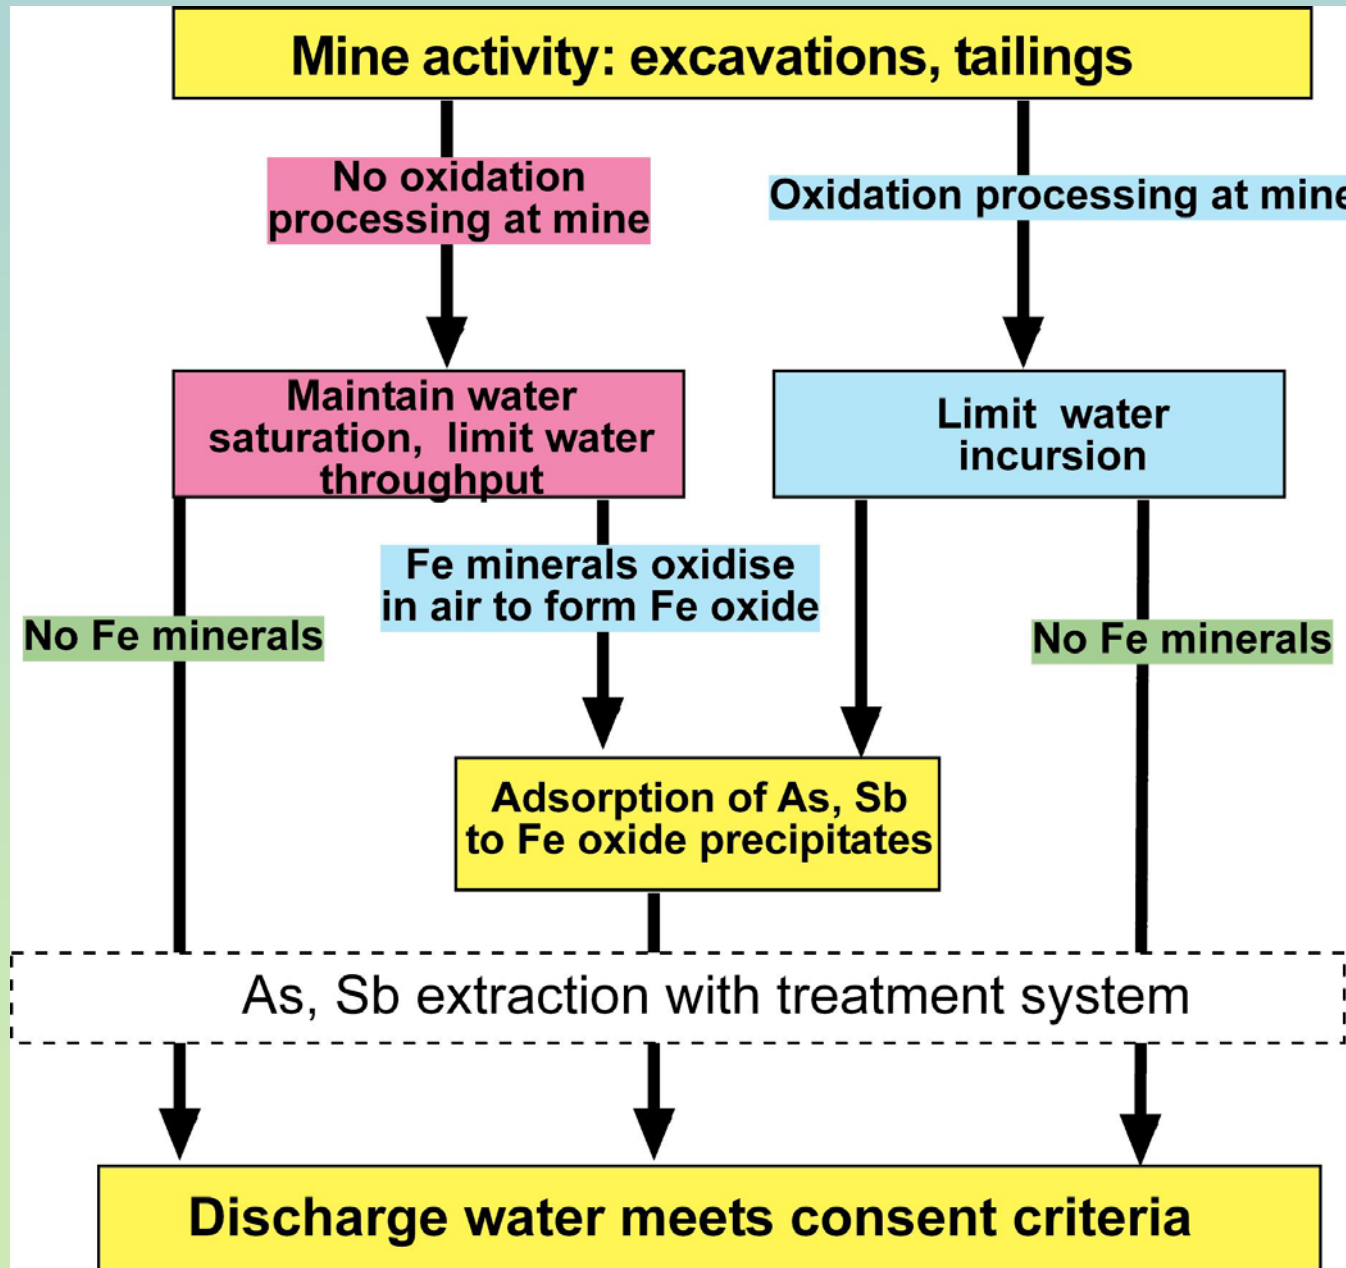 Mine activity: excavations, tailings
No oxidation
processing at mine
Oxidation processing at mine
Maintain water
saturation, limit water
throughput
Limit water
incursion
Fe minerals oxidise
in air to form Fe oxide
No Fe minerals
No Fe minerals
Adsorption of As, Sb
to Fe oxide precipitates
As, Sb extraction with treatment system
Discharge water meets consent criteria